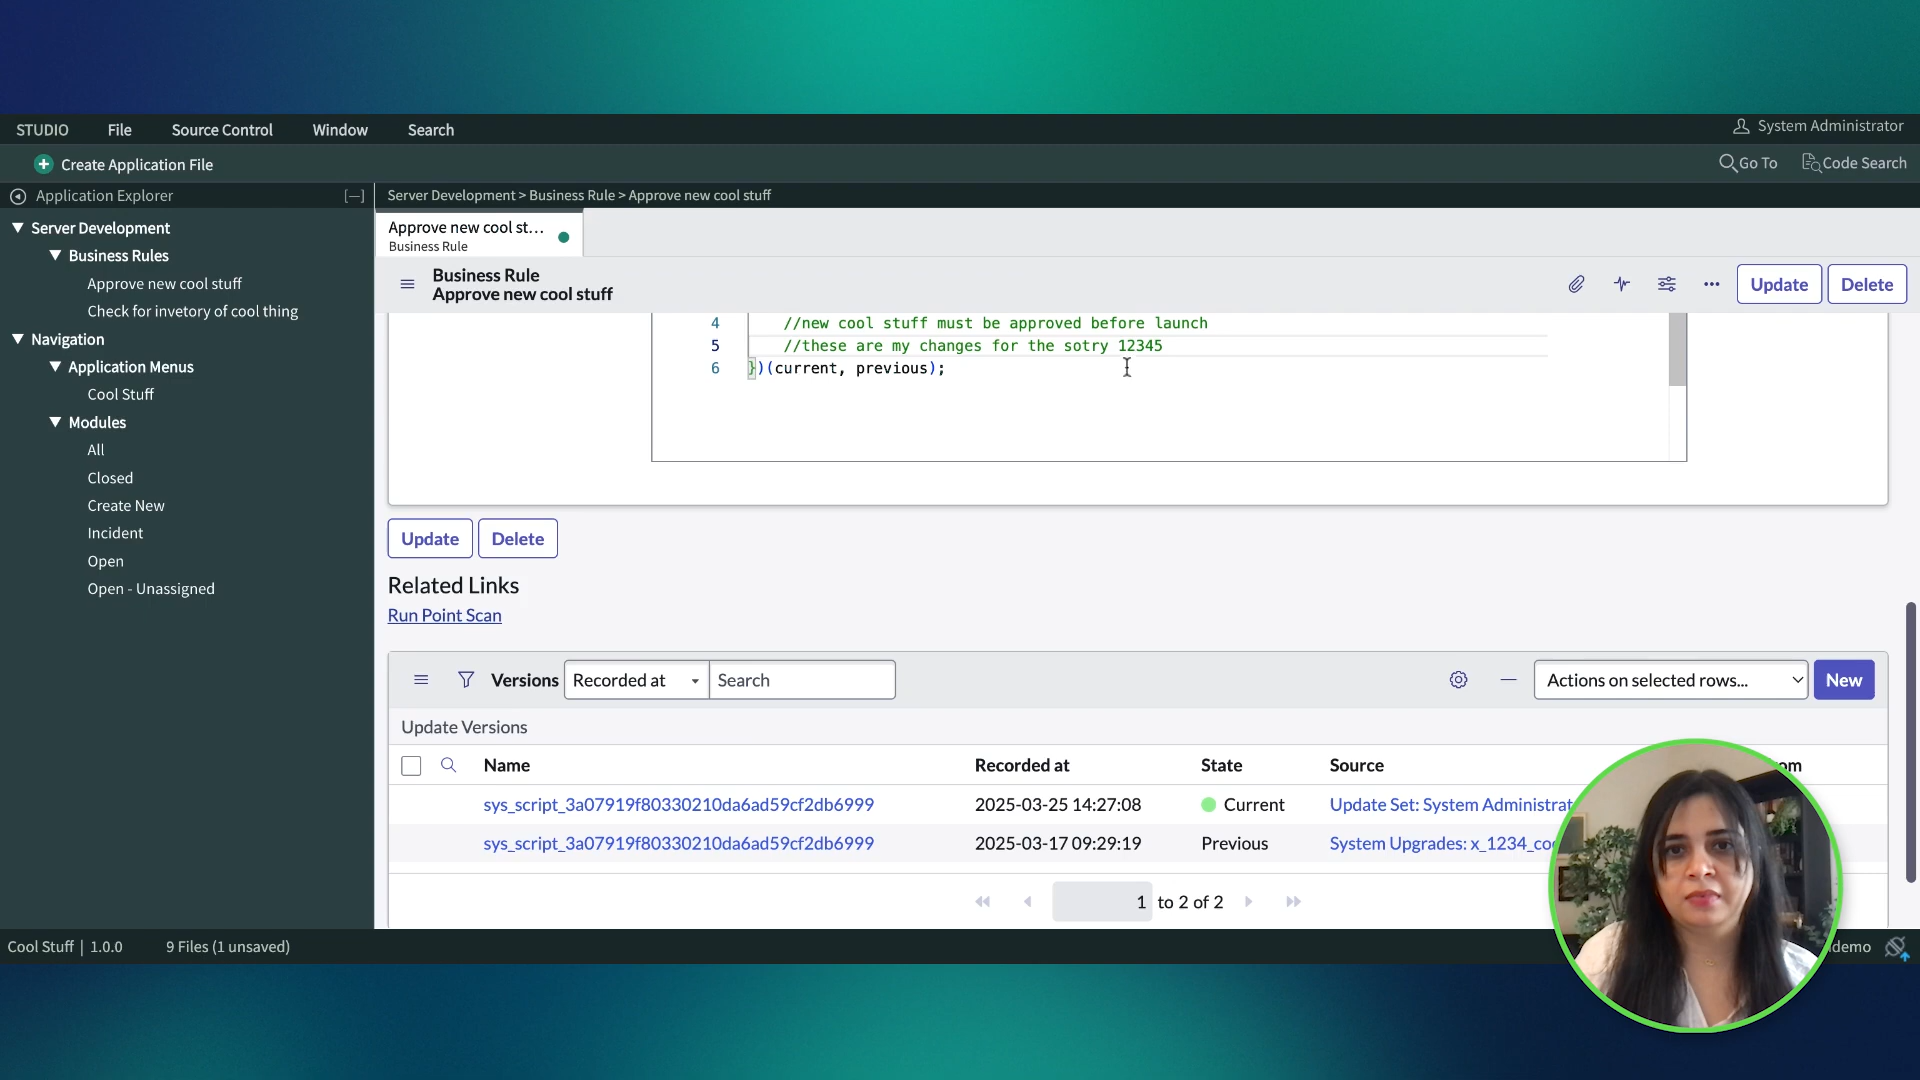 STUDIO File Source Control Window Search System Administrator
Create Application File Go To Code Search
Application Explorer [—] Server Development > Business Rule > Approve new cool stuff
Server Development
Business Rules
Approve new cool stuff
Check for invetory of cool thing
Navigation
Application Menus
Cool Stuff
Modules
All
Closed
Create New
Incident
Open
Open - Unassigned
Approve new cool st...
Business Rule
Business Rule
Approve new cool stuff
Update Delete
4 //new cool stuff must be approved before launch
5 //these are my changes for the sotry 12345
6 })(current, previous);
Update Delete
Related Links
Run Point Scan
Versions Recorded at Search Actions on selected rows... New
Update Versions
Name Recorded at State Source
sys_script_3a07919f80330210da6ad59cf2db6999 2025-03-25 14:27:08 Current Update Set: System Administrat
sys_script_3a07919f80330210da6ad59cf2db6999 2025-03-17 09:29:19 Previous System Upgrades: x_1234_co
1 to 2 of 2
Cool Stuff | 1.0.0 9 Files (1 unsaved) demo